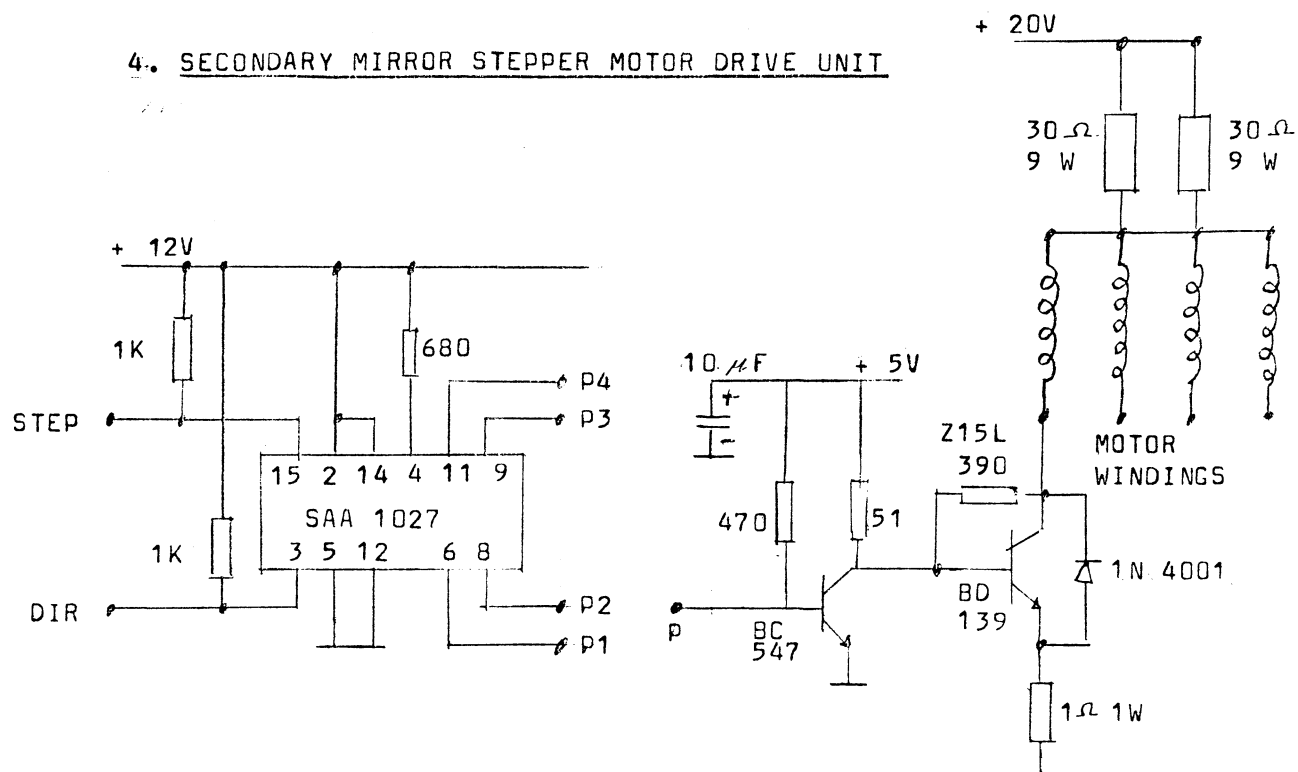 4. SECONDARY MIRROR STEPPER MOTOR DRIVE UNIT
+ 20V
30Ω
9 W
30Ω
9 W
+ 12V
1K
680
P4
P3
STEP
15 2 14 4 11 9
SAA 1027
3 5 12 6 8
1K
DIR
P2
P1
10 µF
+ 5V
+
-
470
51
Z15L
390
MOTOR
WINDINGS
P
BC
547
BD
139
1N 4001
1Ω 1W